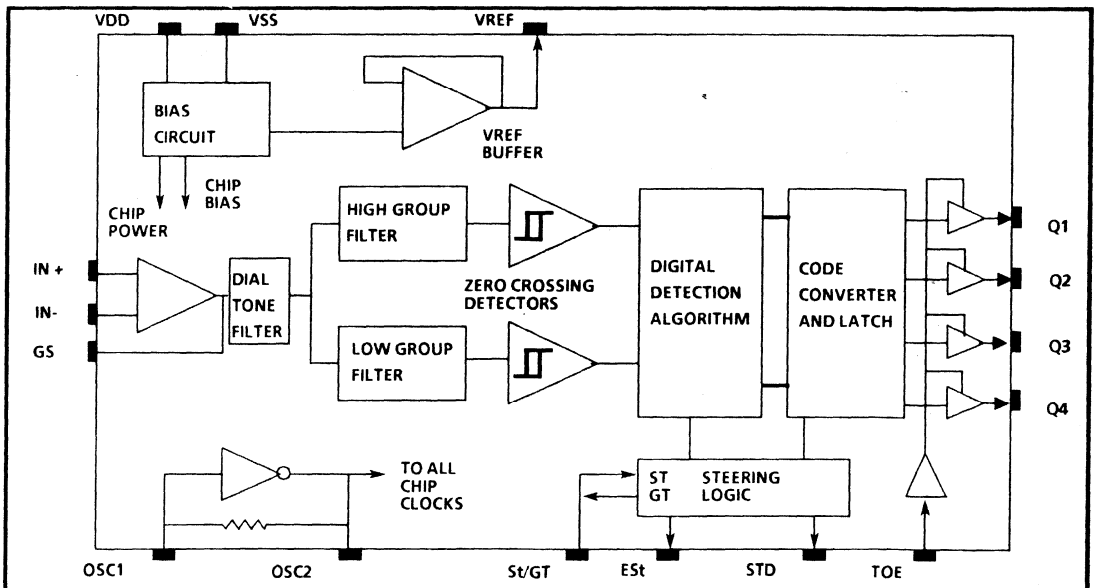 VDD
VSS
VREF
BIAS
CIRCUIT
VREF
BUFFER
CHIP
BIAS
CHIP
POWER
HIGH GROUP
FILTER
IN +
IN-
GS
DIAL
TONE
FILTER
ZERO CROSSING
DETECTORS
LOW GROUP
FILTER
DIGITAL
DETECTION
ALGORITHM
CODE
CONVERTER
AND LATCH
Q1
Q2
Q3
Q4
TO ALL
CHIP
CLOCKS
ST
GT
STEERING
LOGIC
OSC1
OSC2
St/GT
ESt
STD
TOE